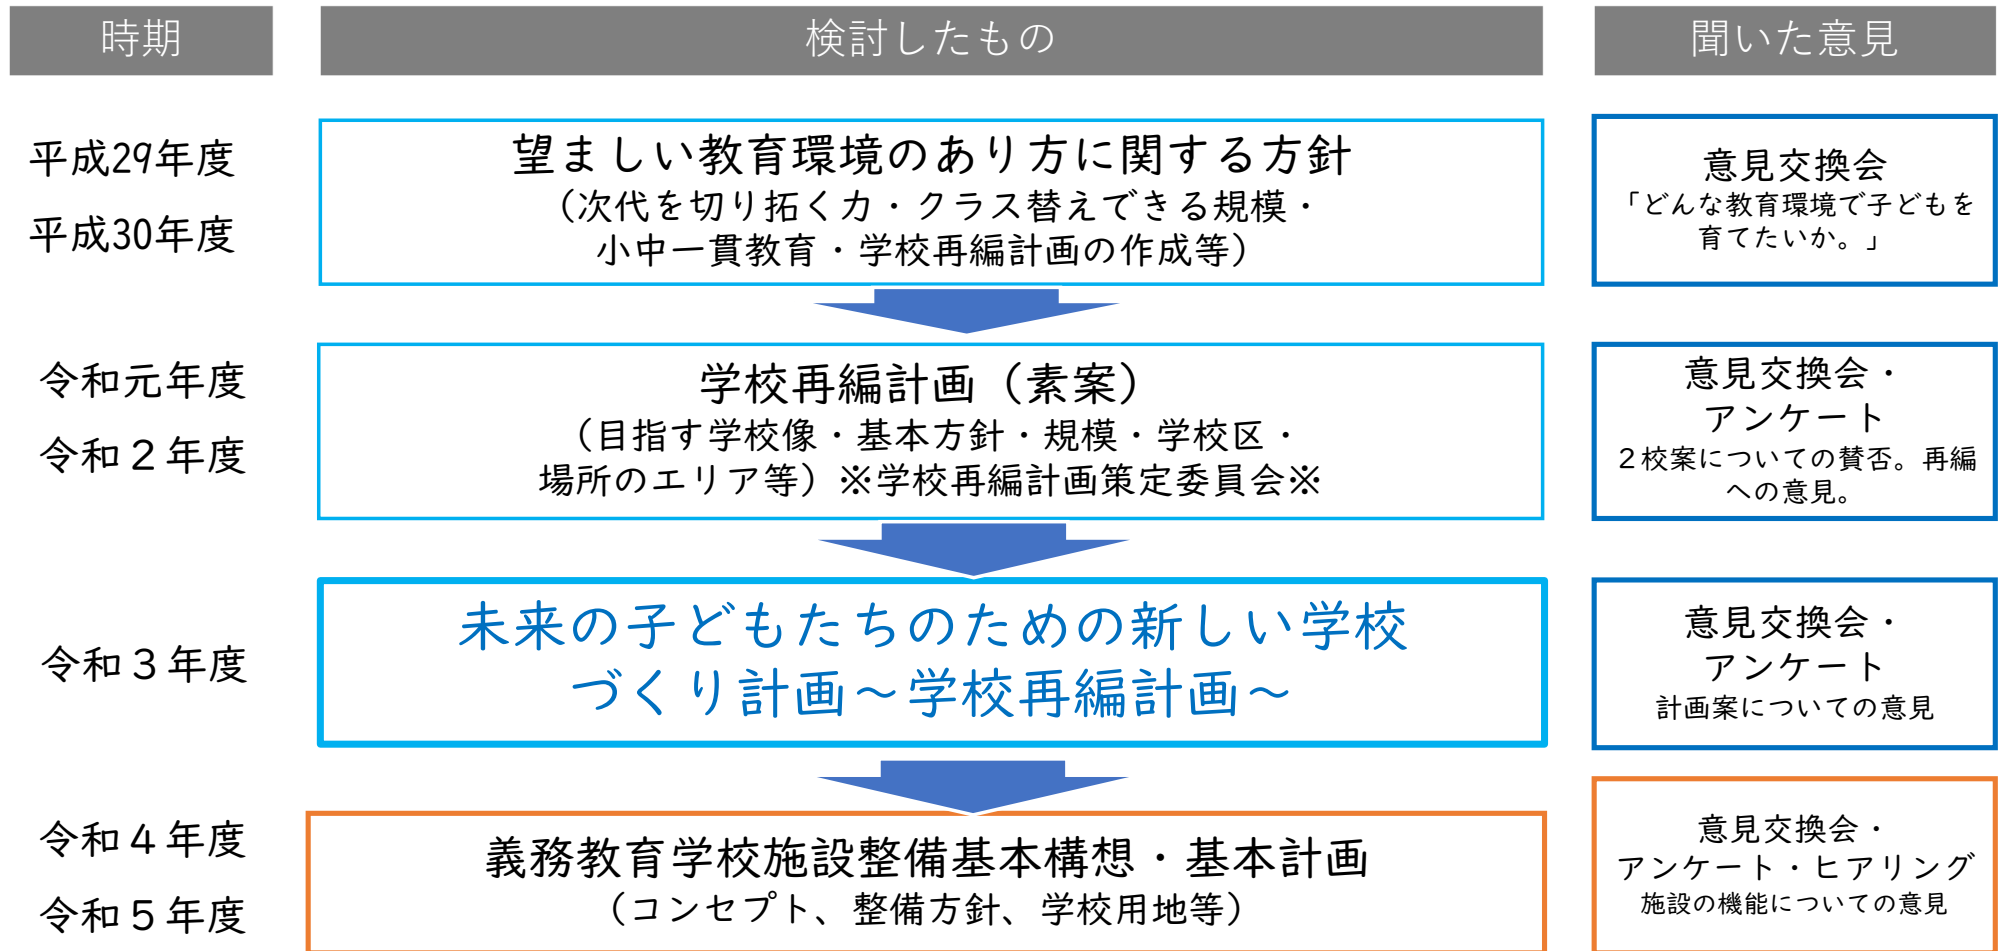 時期
検討したもの
聞いた意見
平成29年度
平成30年度
望ましい教育環境のあり方に関する方針
（次代を切り拓く力・クラス替えできる規模・
小中一貫教育・学校再編計画の作成等）
意見交換会
「どんな教育環境で子どもを
育てたいか。」
令和元年度
令和２年度
学校再編計画（素案）
（目指す学校像・基本方針・規模・学校区・
場所のエリア等）※学校再編計画策定委員会※
意見交換会・
アンケート
２校案についての賛否。再編
への意見。
令和３年度
未来の子どもたちのための新しい学校
づくり計画～学校再編計画～
意見交換会・
アンケート
計画案についての意見
令和４年度
令和５年度
義務教育学校施設整備基本構想・基本計画
（コンセプト、整備方針、学校用地等）
意見交換会・
アンケート・ヒアリング
施設の機能についての意見